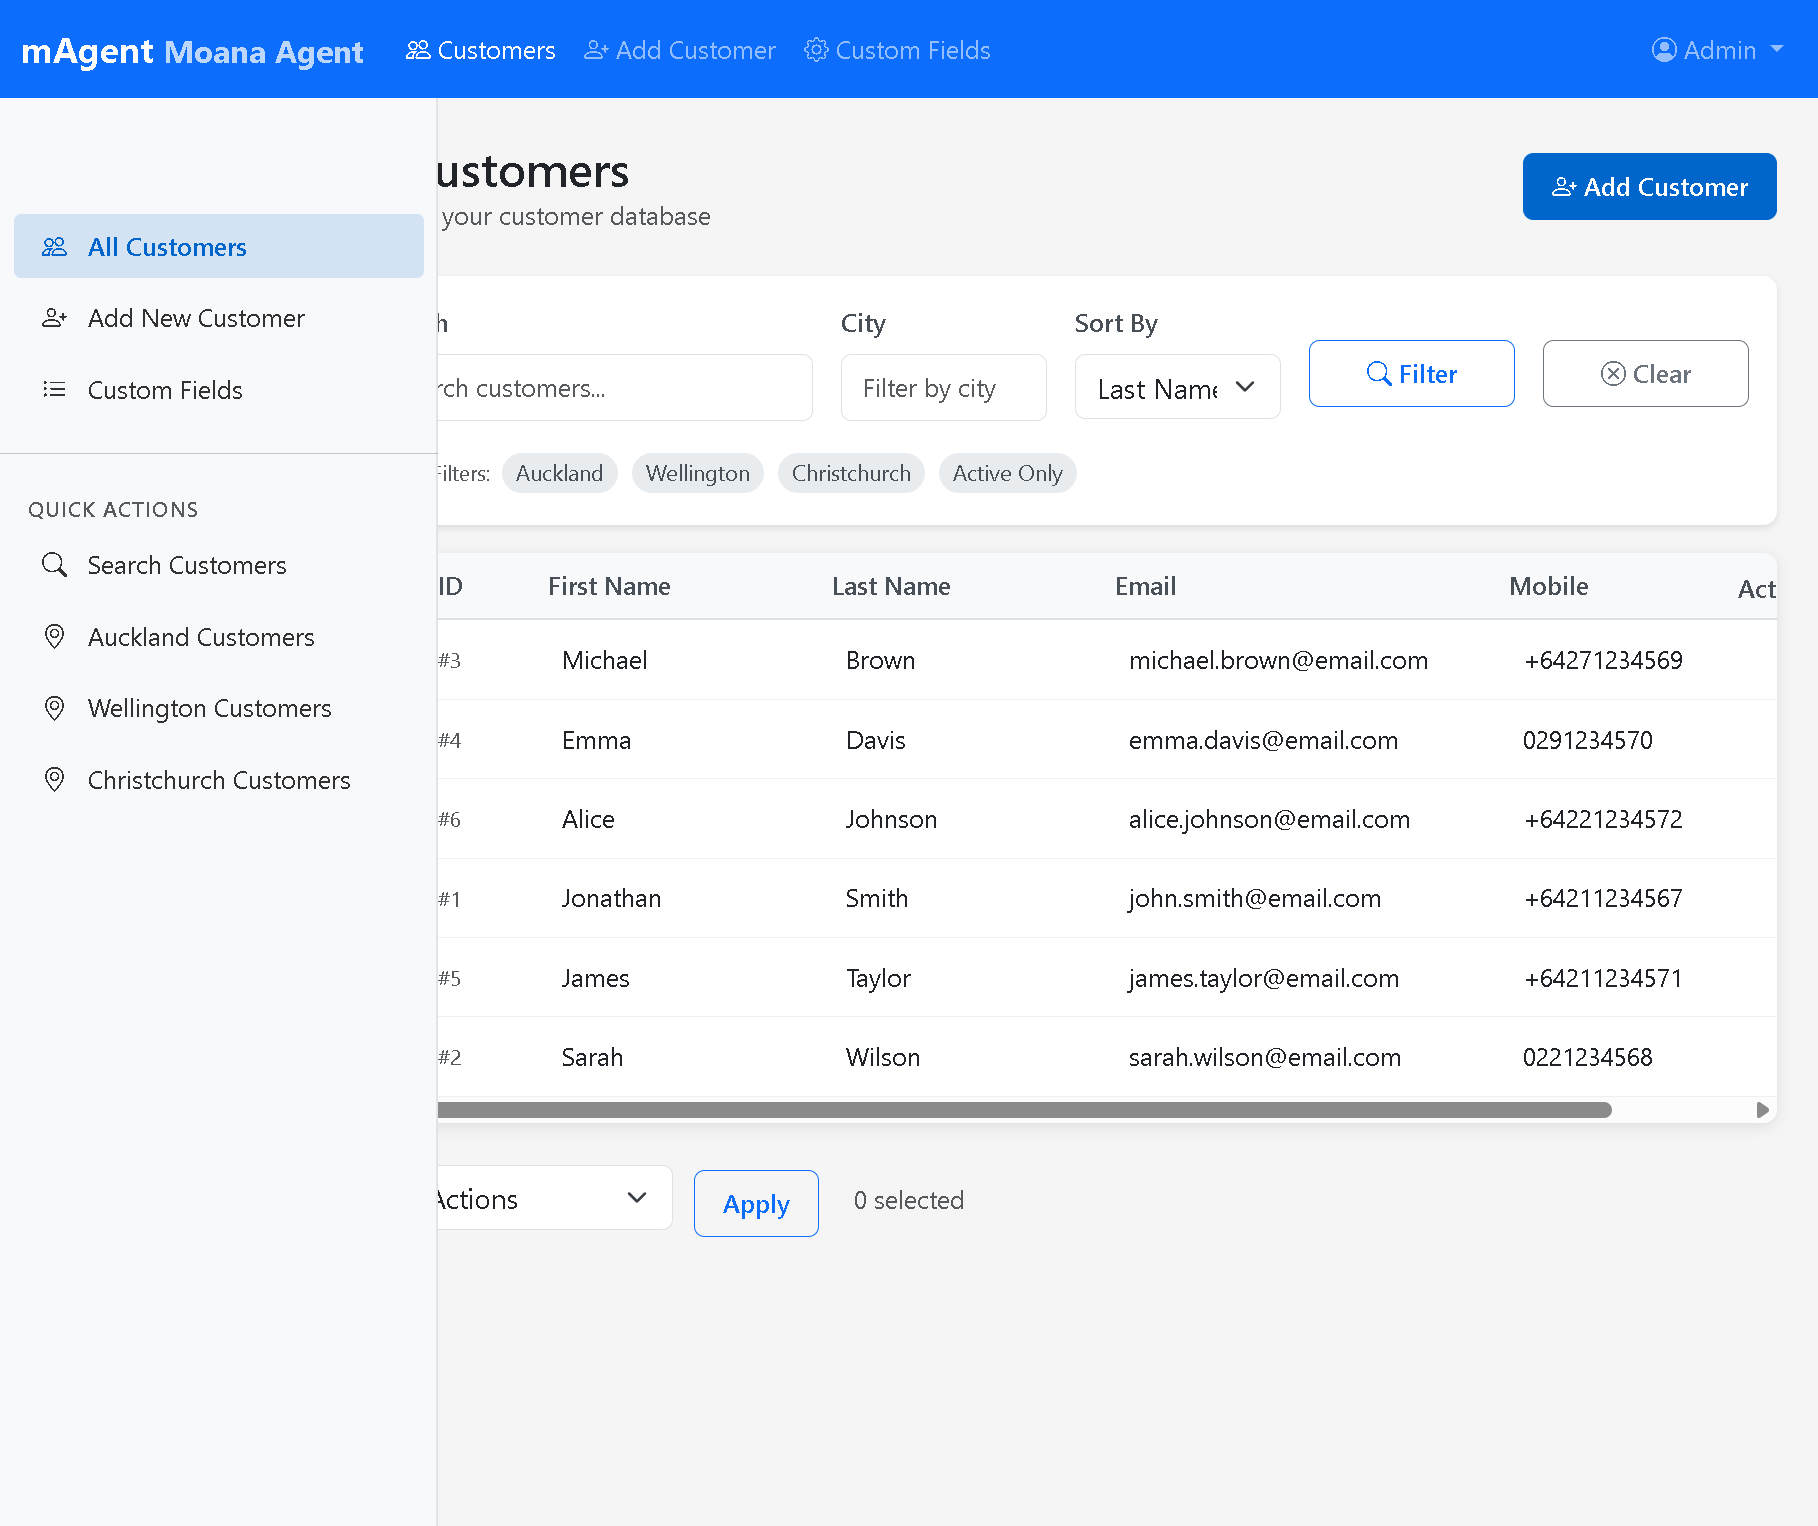 mAgent Moana Agent Customers Add Customer Custom Fields Admin
All Customers
Add New Customer
Custom Fields
QUICK ACTIONS
Search Customers
Auckland Customers
Wellington Customers
Christchurch Customers
ustomers
your customer database
Add Customer
h City Sort By
rch customers... Filter by city Last Name Filter Clear
Filters: Auckland Wellington Christchurch Active Only
ID First Name Last Name Email Mobile Act
#3 Michael Brown michael.brown@email.com +64271234569
#4 Emma Davis emma.davis@email.com 0291234570
#6 Alice Johnson alice.johnson@email.com +64221234572
#1 Jonathan Smith john.smith@email.com +64211234567
#5 James Taylor james.taylor@email.com +64211234571
#2 Sarah Wilson sarah.wilson@email.com 0221234568
Actions Apply 0 selected